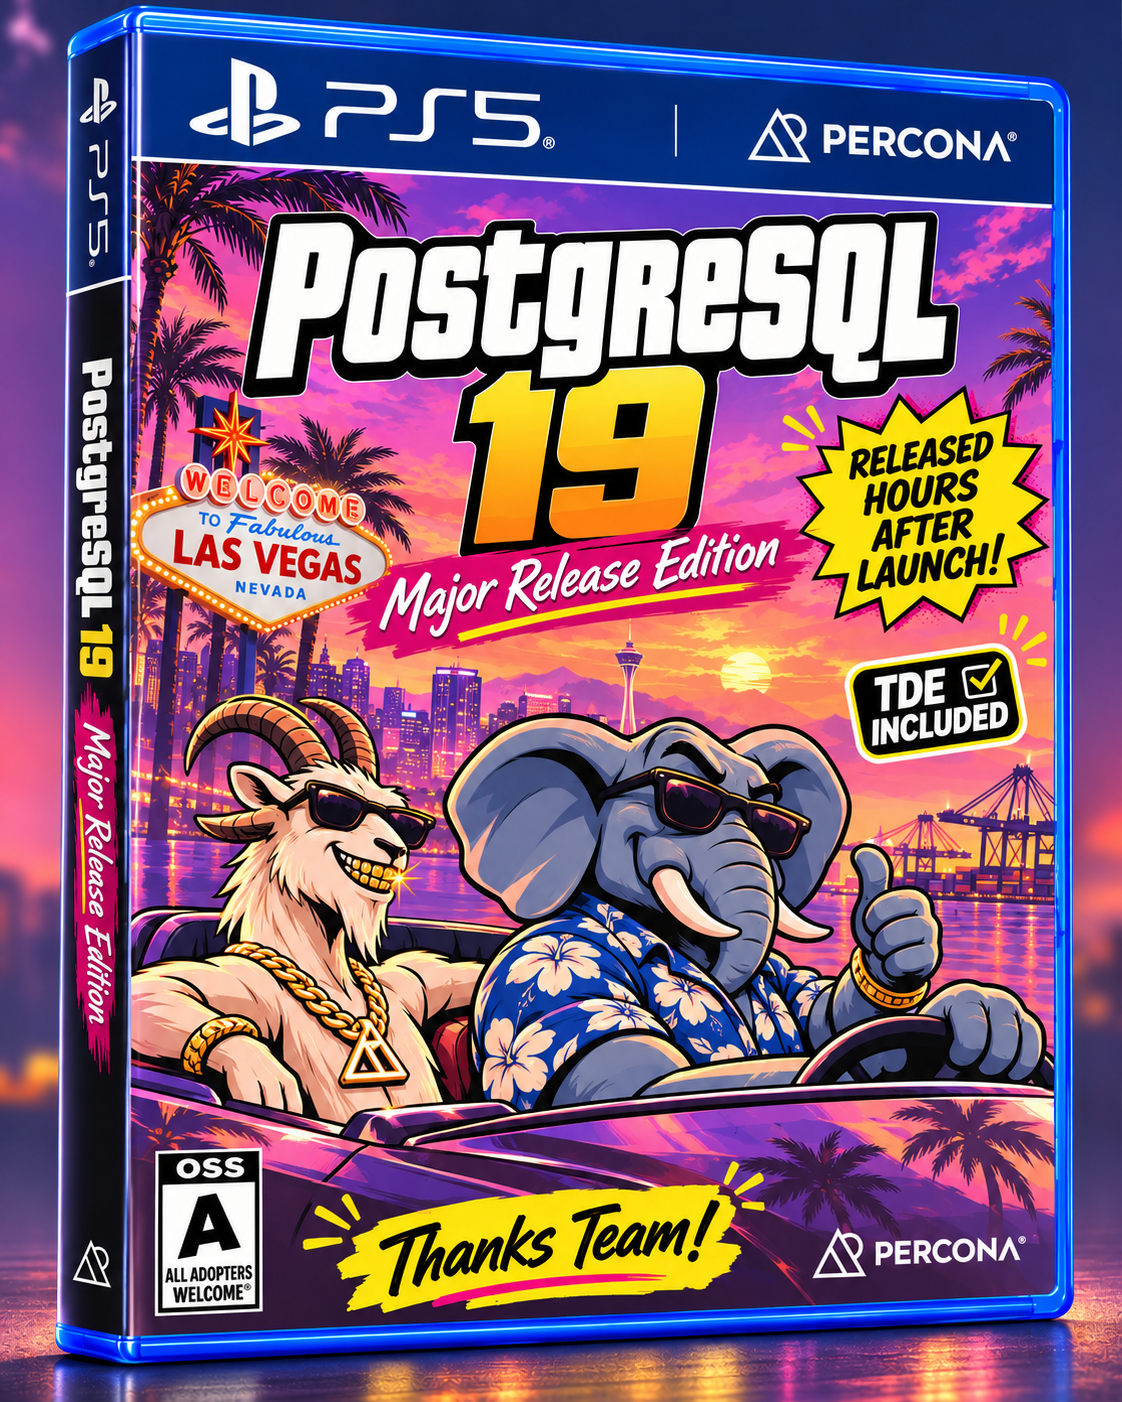 PS5®
PERCONA®
PostgreSQL
19
Major Release Edition
WELCOME
TO Fabulous
LAS VEGAS
NEVADA
RELEASED
HOURS
AFTER
LAUNCH!
TDE
INCLUDED
OSS
A
ALL ADOPTERS
WELCOME®
Thanks Team!
PERCONA®
PS5®
PostgreSQL 19
Major Release Edition